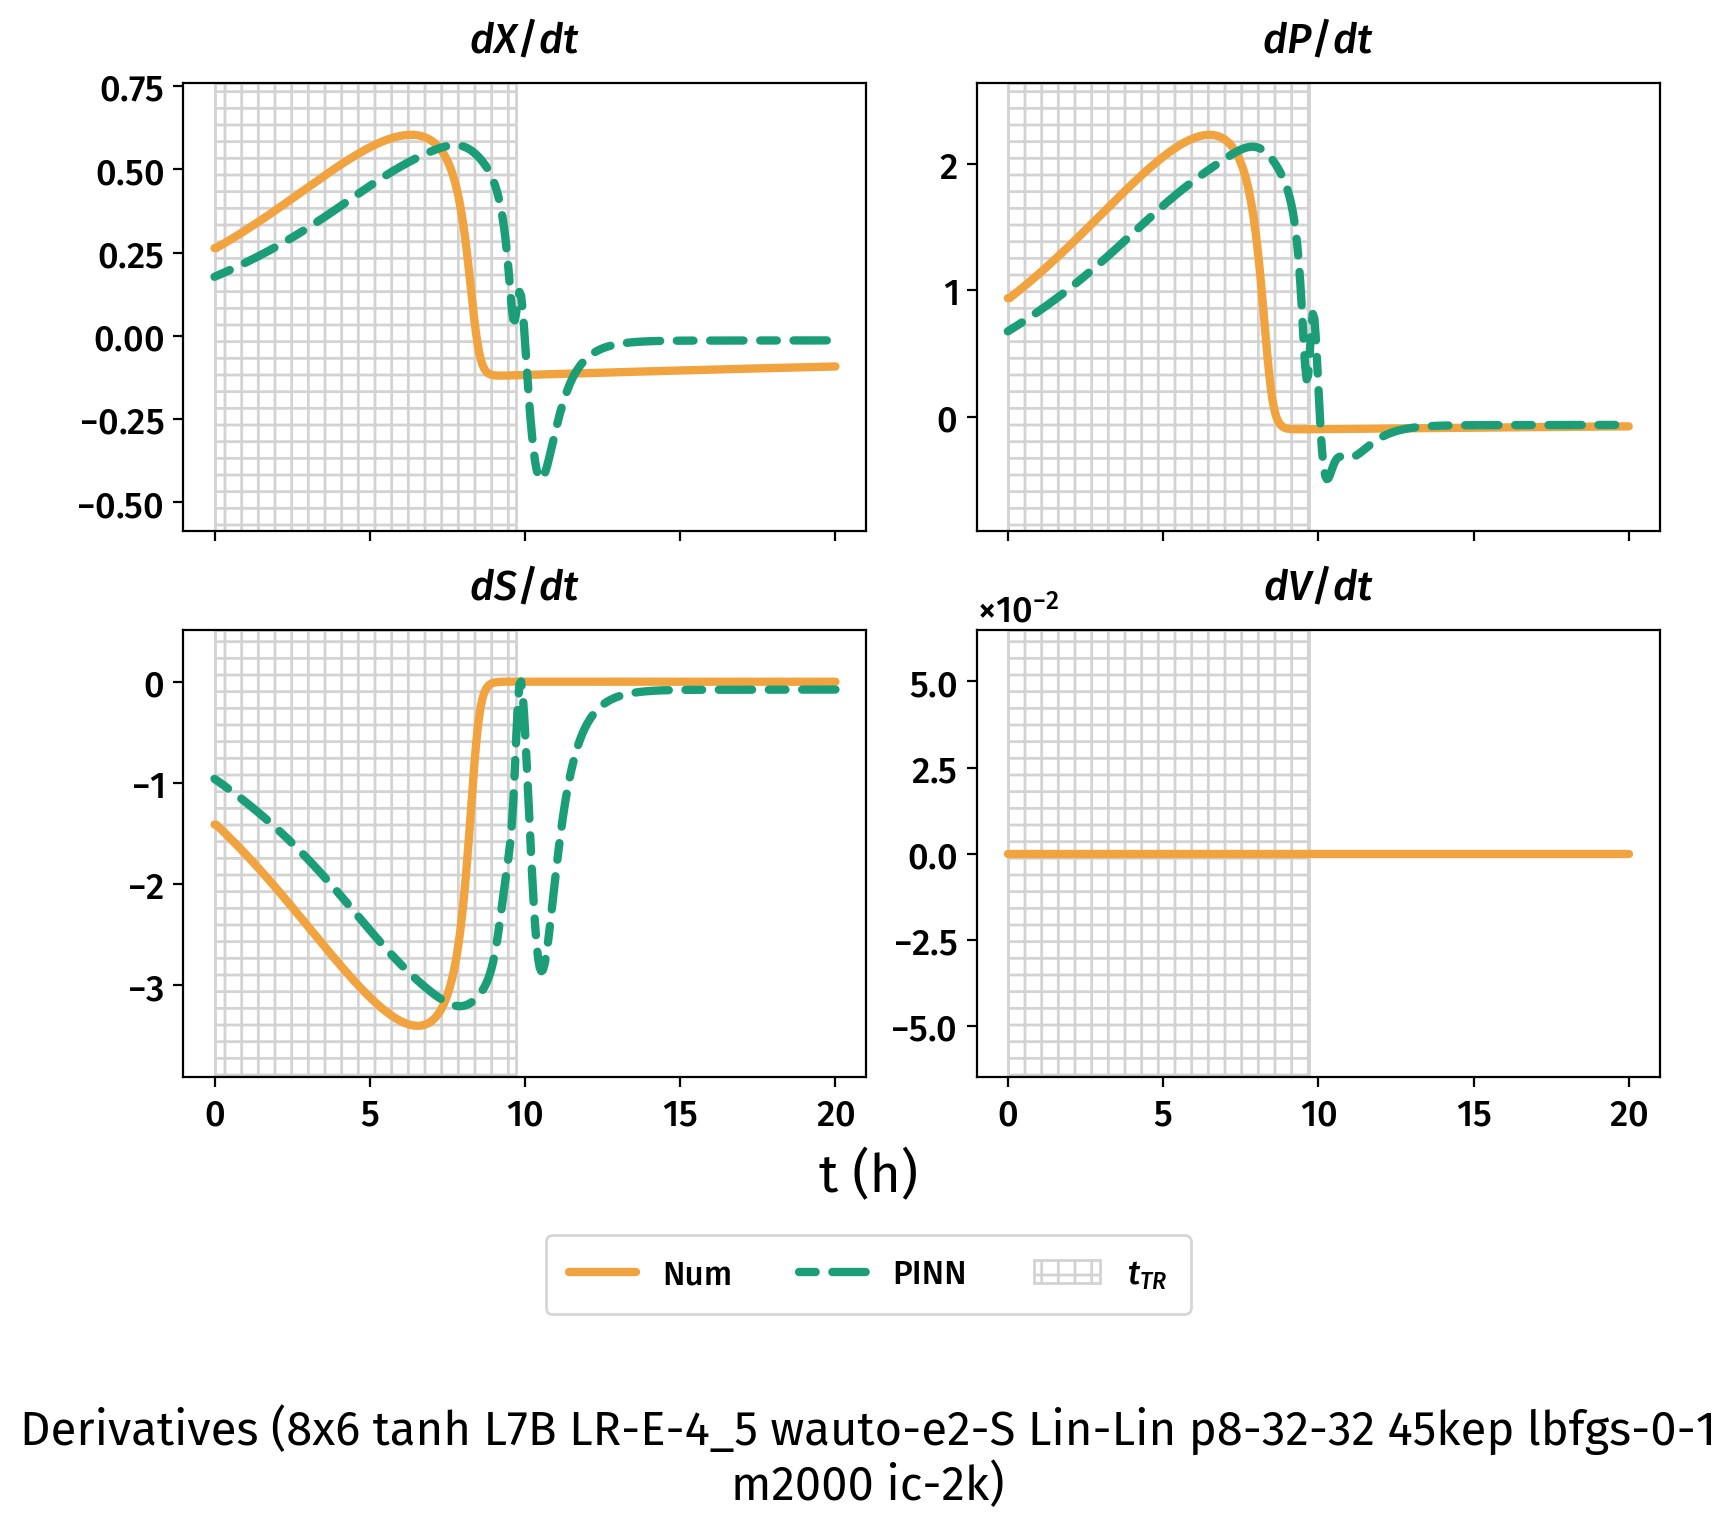 dX/dt
dP/dt
0.75
0.50
0.25
0.00
−0.25
−0.50
2
1
0
dS/dt
dV/dt
×10⁻²
0
−1
−2
−3
5.0
2.5
0.0
−2.5
−5.0
0 5 10 15 20
0 5 10 15 20
t (h)
Num PINN t_TR
Derivatives (8x6 tanh L7B LR-E-4_5 wauto-e2-S Lin-Lin p8-32-32 45kep lbfgs-0-1
m2000 ic-2k)